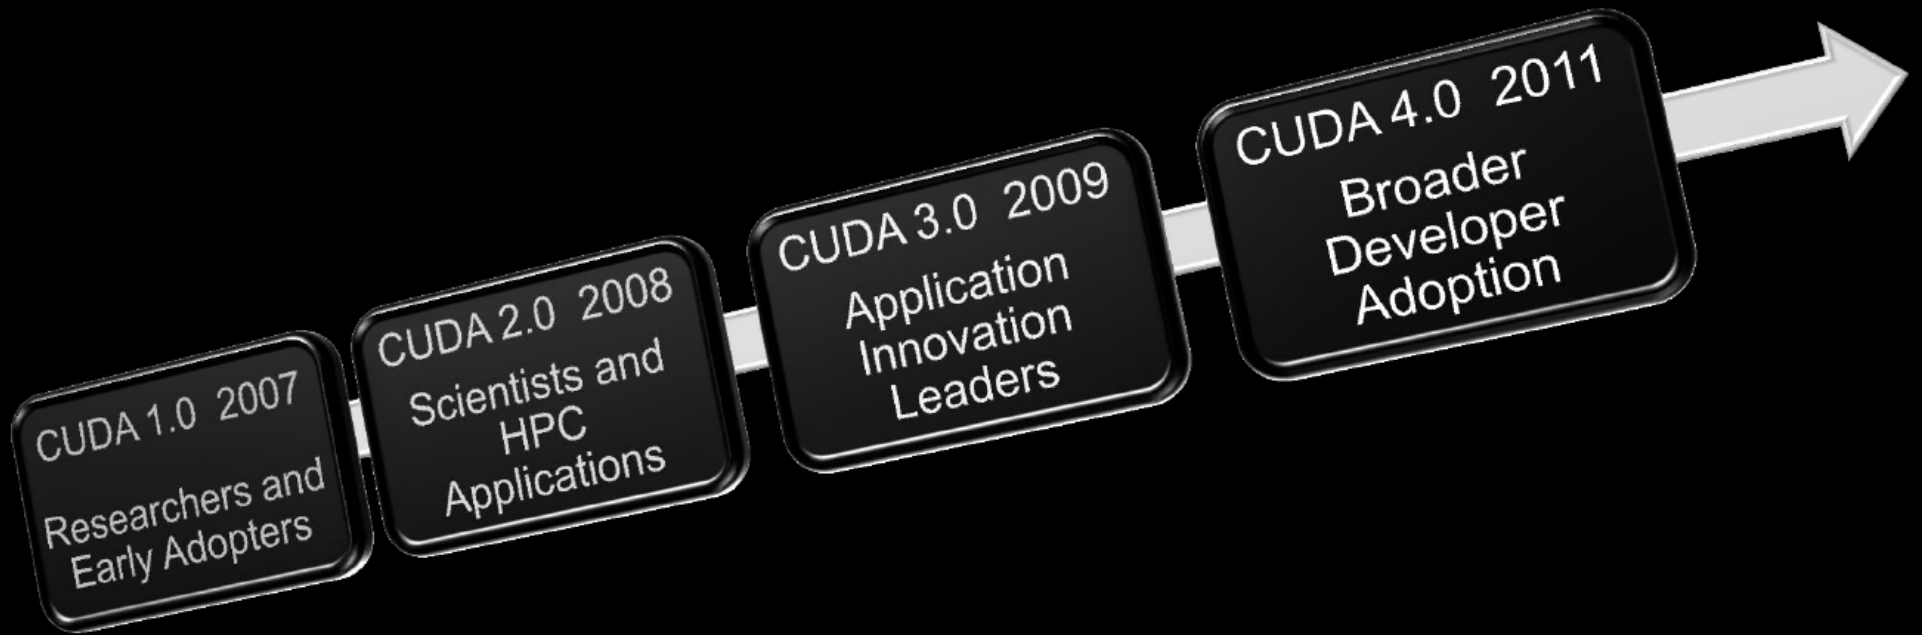 CUDA 1.0 2007
Researchers and
Early Adopters
CUDA 2.0 2008
Scientists and
HPC
Applications
CUDA 3.0 2009
Application
Innovation
Leaders
CUDA 4.0 2011
Broader
Developer
Adoption